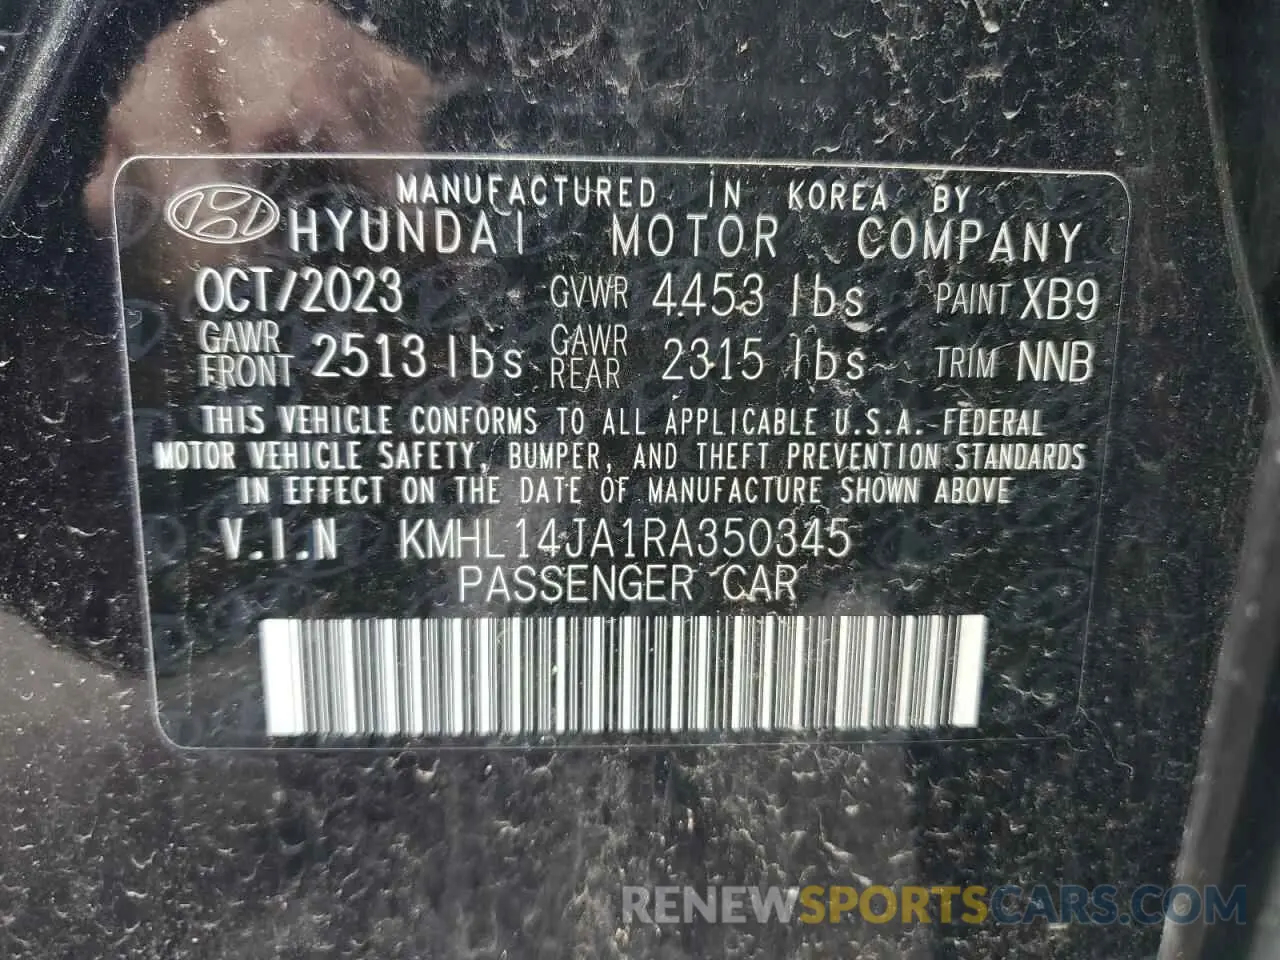 MANUFACTURED IN KOREA BY
HYUNDAI MOTOR COMPANY
OCT/2023 GVWR 4453 lbs PAINT XB9
GAWR FRONT 2513 lbs GAWR REAR 2315 lbs TRIM NNB
THIS VEHICLE CONFORMS TO ALL APPLICABLE U.S.A. FEDERAL
MOTOR VEHICLE SAFETY, BUMPER, AND THEFT PREVENTION STANDARDS
IN EFFECT ON THE DATE OF MANUFACTURE SHOWN ABOVE
V.I.N KMHL14JA1RA350345
PASSENGER CAR
RENEWSPORTSCARS.COM